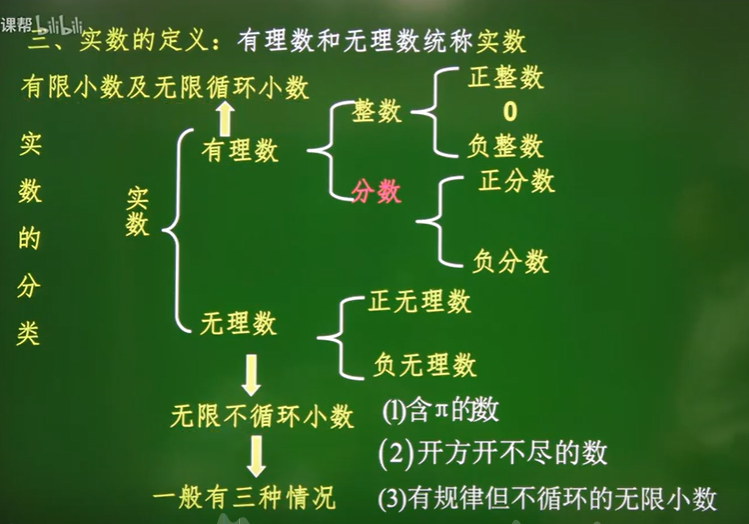 课帮 bilibili
三、实数的定义：有理数和无理数统称实数
有限小数及无限循环小数
实数的分类
实数
有理数
整数
正整数
0
负整数
分数
正分数
负分数
无理数
正无理数
负无理数
无限不循环小数
一般有三种情况
(1)含π的数
(2)开方开不尽的数
(3)有规律但不循环的无限小数